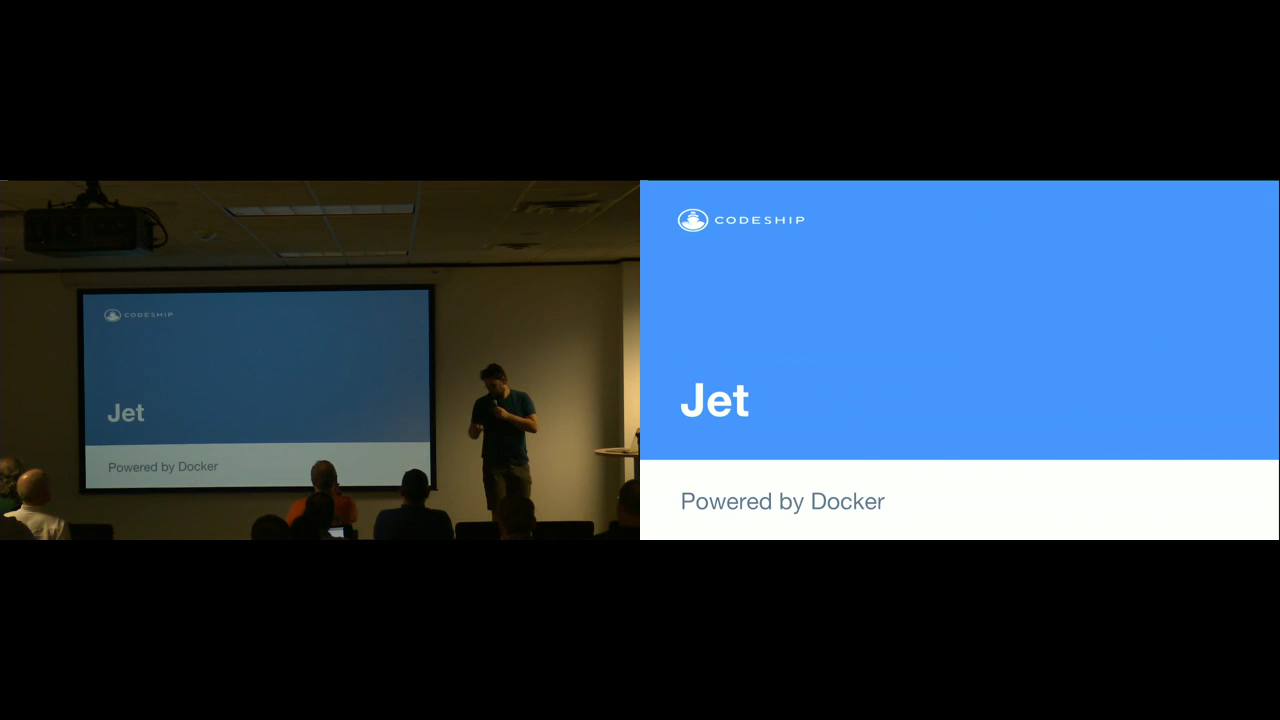 CODESHIP
Jet
Powered by Docker
CODESHIP
Jet
Powered by Docker